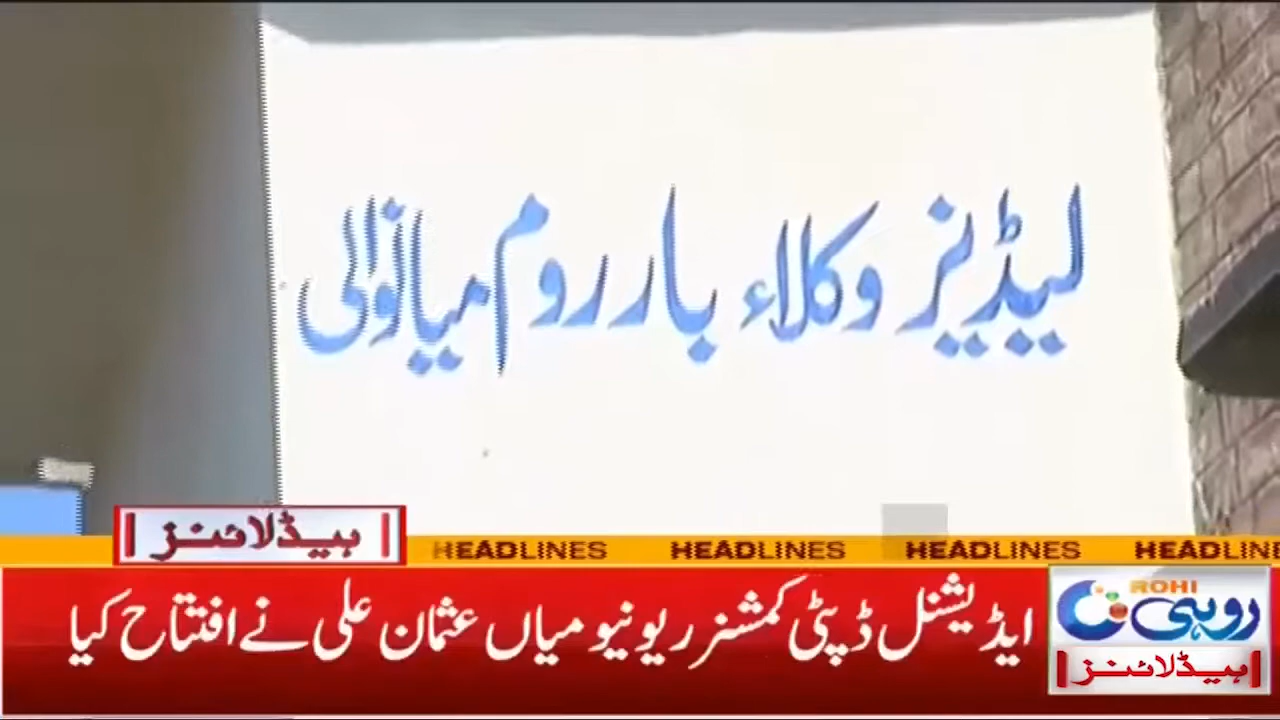 لیڈیز وکلاء بار روم میانوالی
ہیڈلائنز
HEADLINES HEADLINES HEADLINES HEADLINE
ایڈیشنل ڈپٹی کمشنر ریونیو میاں عثمان علی نے افتتاح کیا
ROHI
روہی
ہیڈلائنز